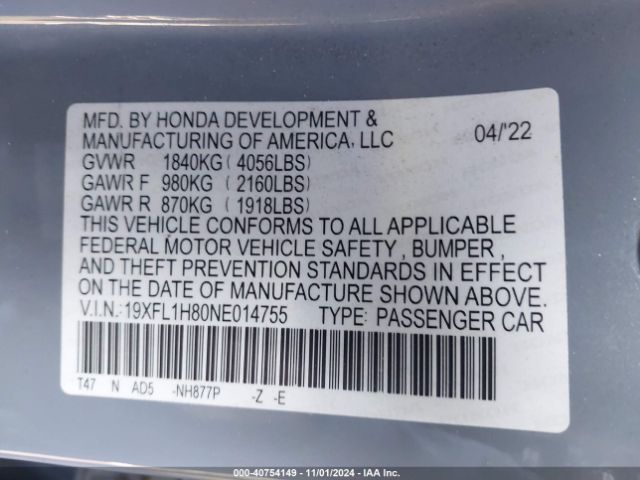 MFD. BY HONDA DEVELOPMENT &
MANUFACTURING OF AMERICA, LLC 04/'22
GVWR 1840KG ( 4056LBS)
GAWR F 980KG ( 2160LBS)
GAWR R 870KG ( 1918LBS)
THIS VEHICLE CONFORMS TO ALL APPLICABLE
FEDERAL MOTOR VEHICLE SAFETY , BUMPER ,
AND THEFT PREVENTION STANDARDS IN EFFECT
ON THE DATE OF MANUFACTURE SHOWN ABOVE.
V.I.N.:19XFL1H80NE014755 TYPE: PASSENGER CAR
T47 N AD5 -NH877P -Z -E
000-40754149 - 11/01/2024 - IAA Inc.